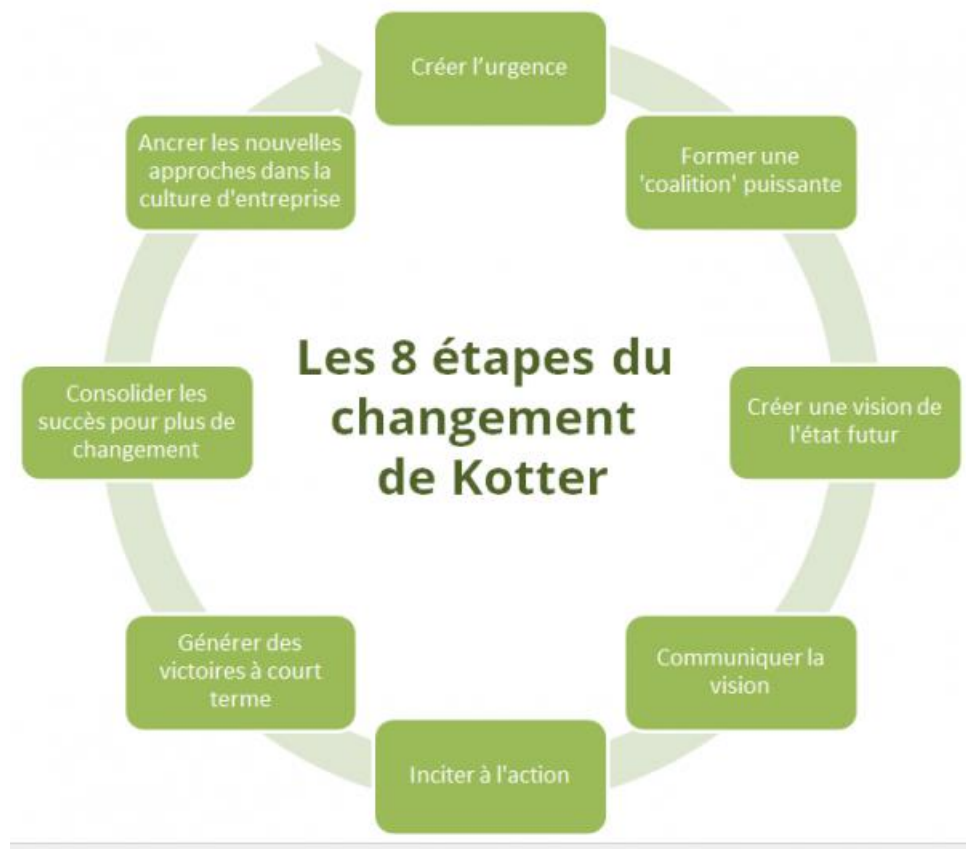 Créer l’urgence
Former une
'coalition' puissante
Créer une vision de
l'état futur
Communiquer la
vision
Inciter à l'action
Générer des
victoires à court
terme
Consolider les
succès pour plus de
changement
Ancrer les nouvelles
approches dans la
culture d'entreprise
Les 8 étapes du
changement
de Kotter